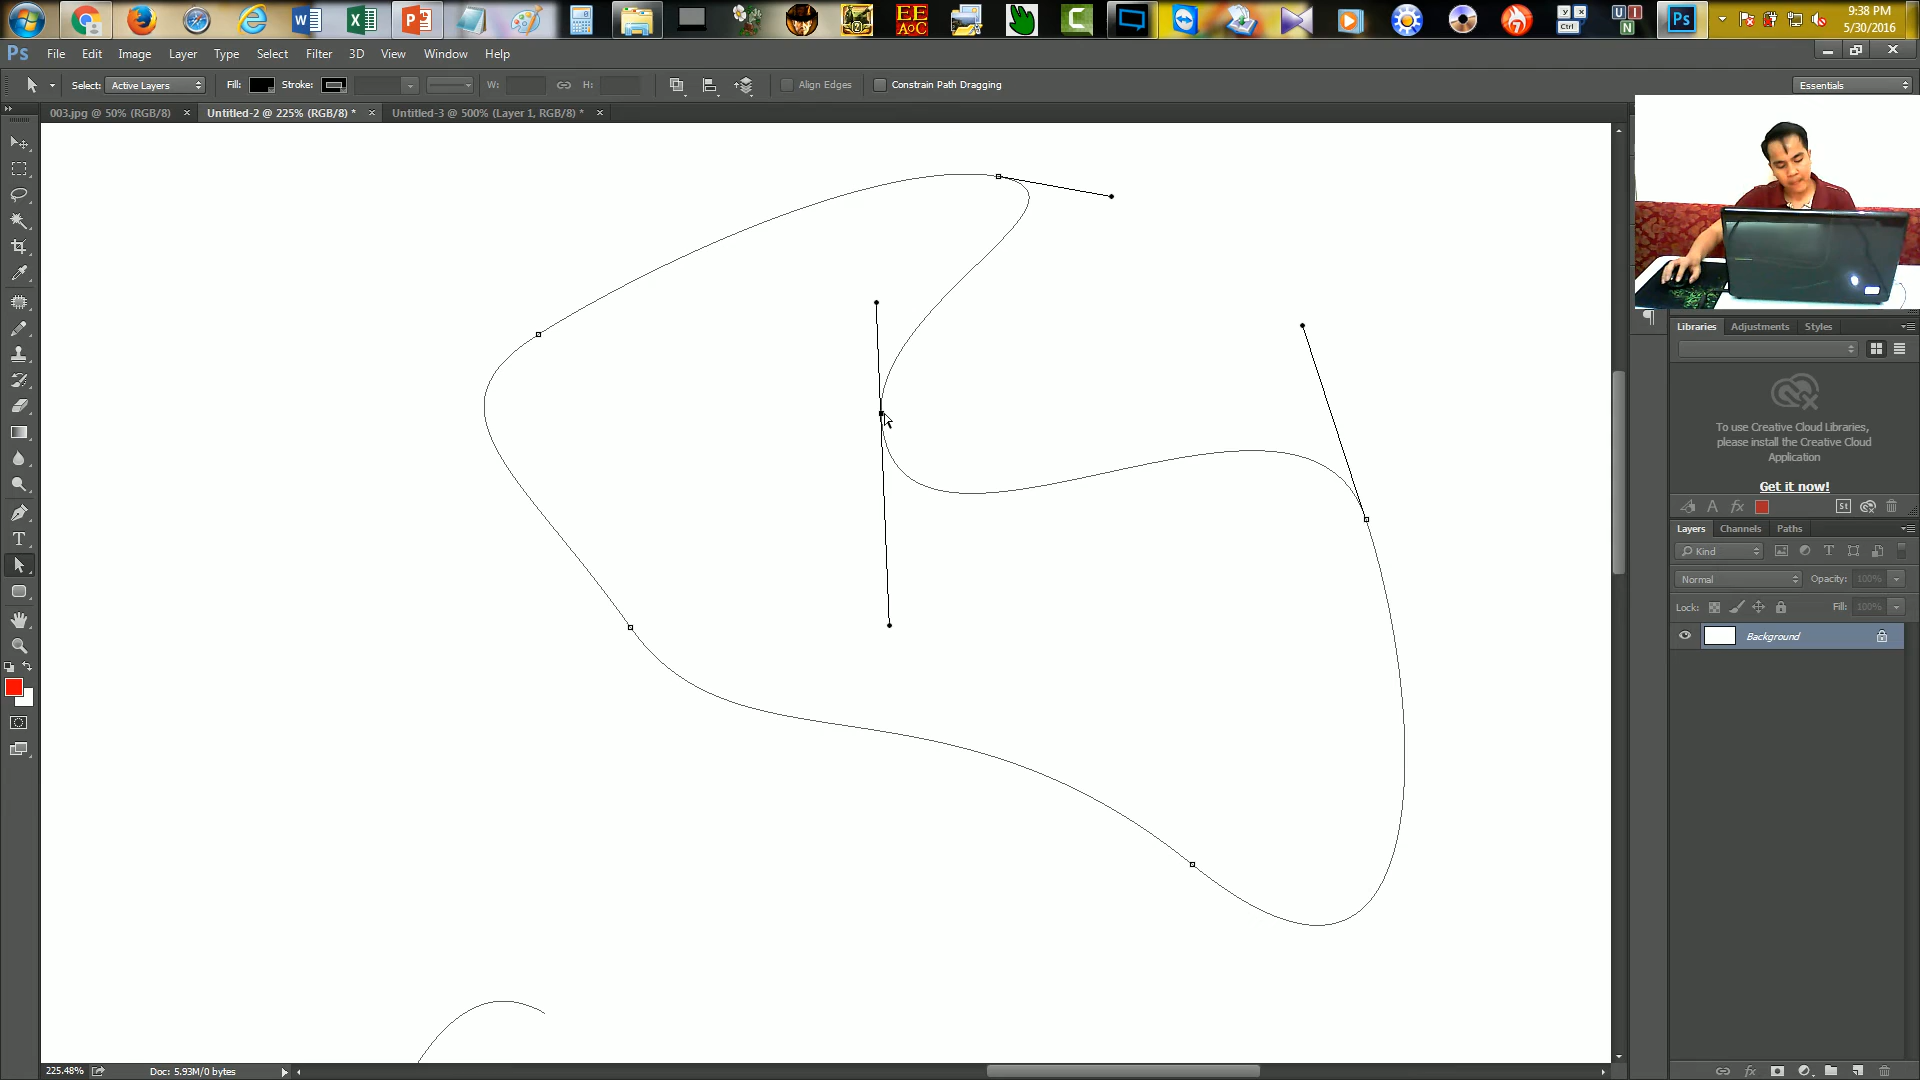 9:38 PM
5/30/2016
Ps File Edit Image Layer Type Select Filter 3D View Window Help
Select: Active Layers Fill: Stroke: W: H: Align Edges Constrain Path Dragging Essentials
003.jpg @ 50% (RGB/8) × Untitled-2 @ 225% (RGB/8) * × Untitled-3 @ 500% (Layer 1, RGB/8) * ×
Libraries Adjustments Styles
To use Creative Cloud Libraries,
please install the Creative Cloud
Application
Get it now!
Layers Channels Paths
Kind
Normal Opacity: 100%
Lock: Fill: 100%
Background
225.48% Doc: 5.93M/0 bytes